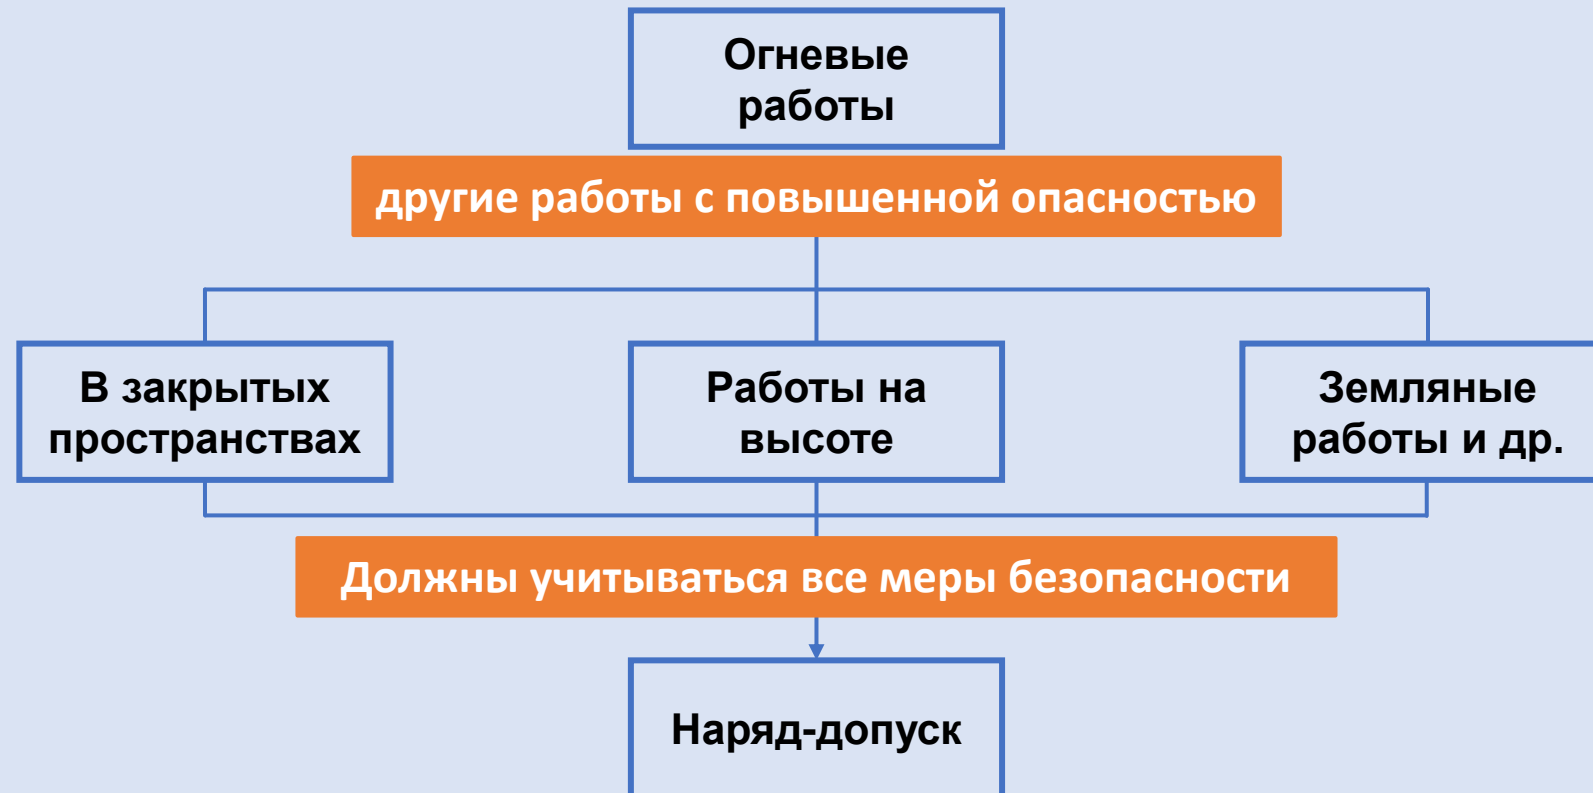 Огневые
работы
другие работы с повышенной опасностью
В закрытых
пространствах
Работы на
высоте
Земляные
работы и др.
Должны учитываться все меры безопасности
Наряд-допуск